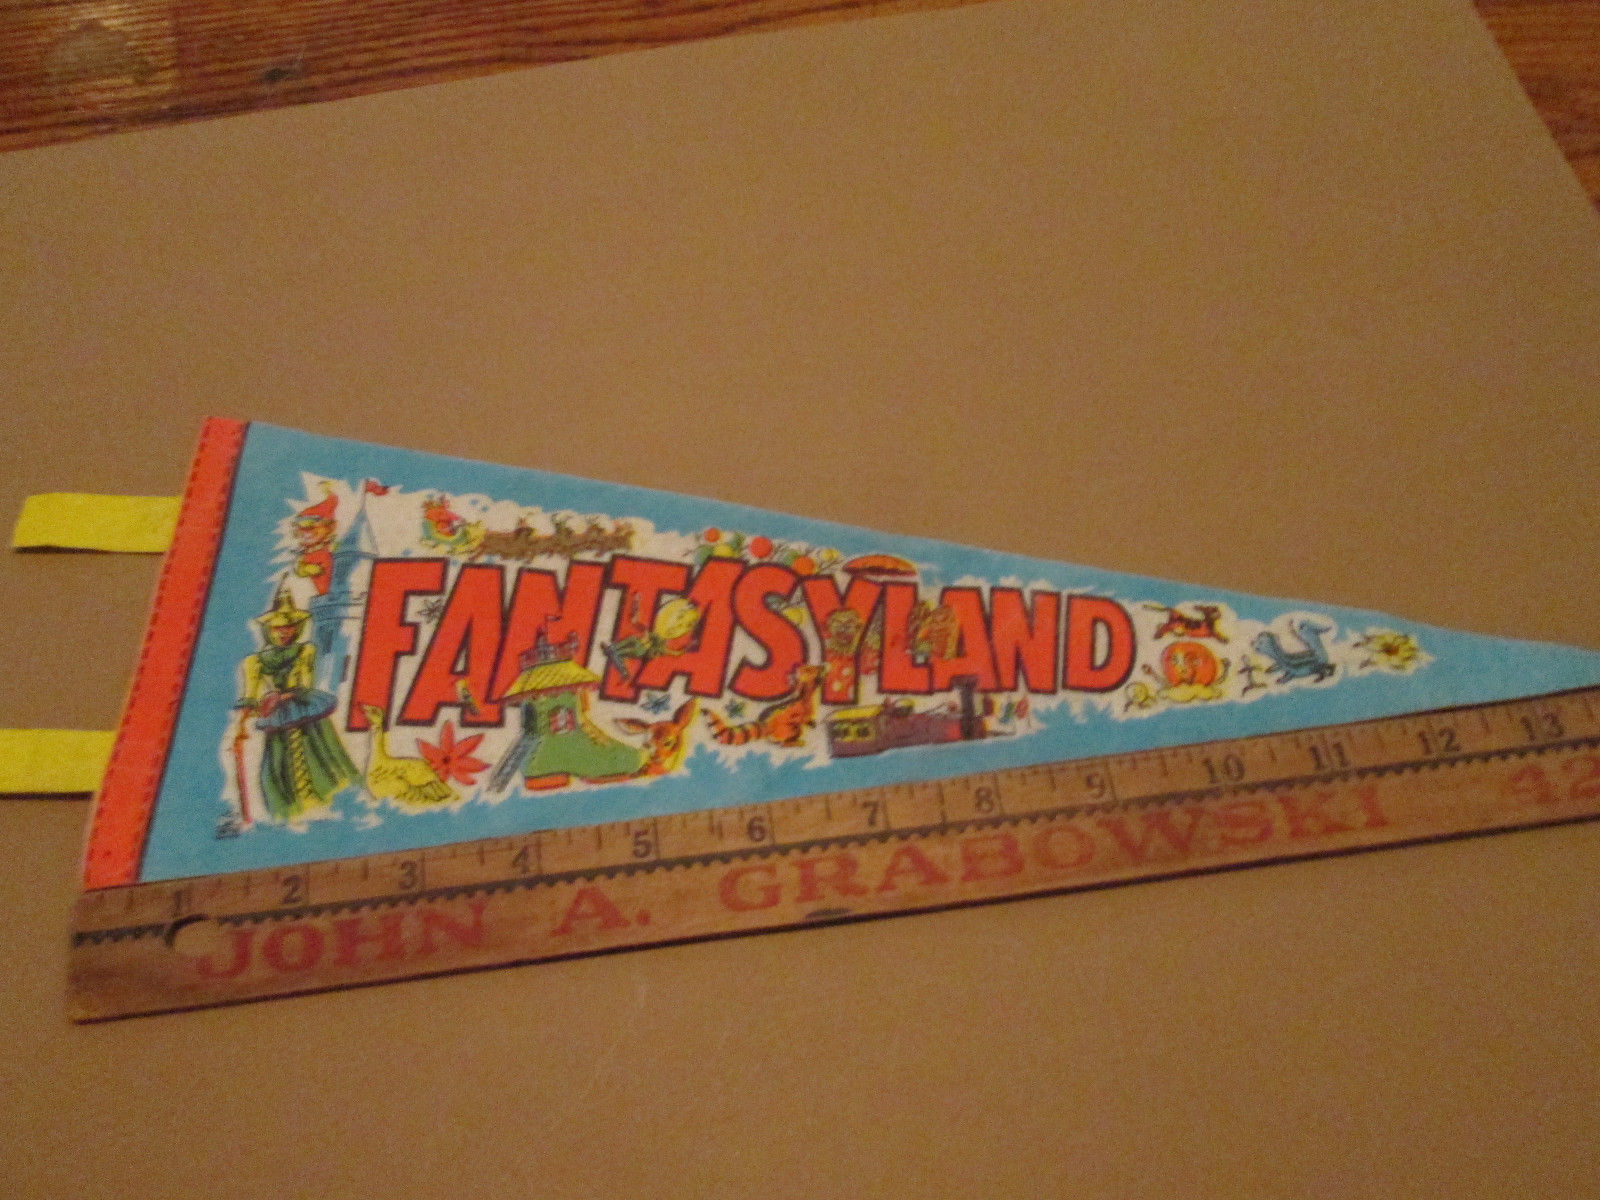 FANTASYLAND
1 2 3 4 5 6 7 8 9 10 11 12 13
JOHN A. GRABOWSKI 42